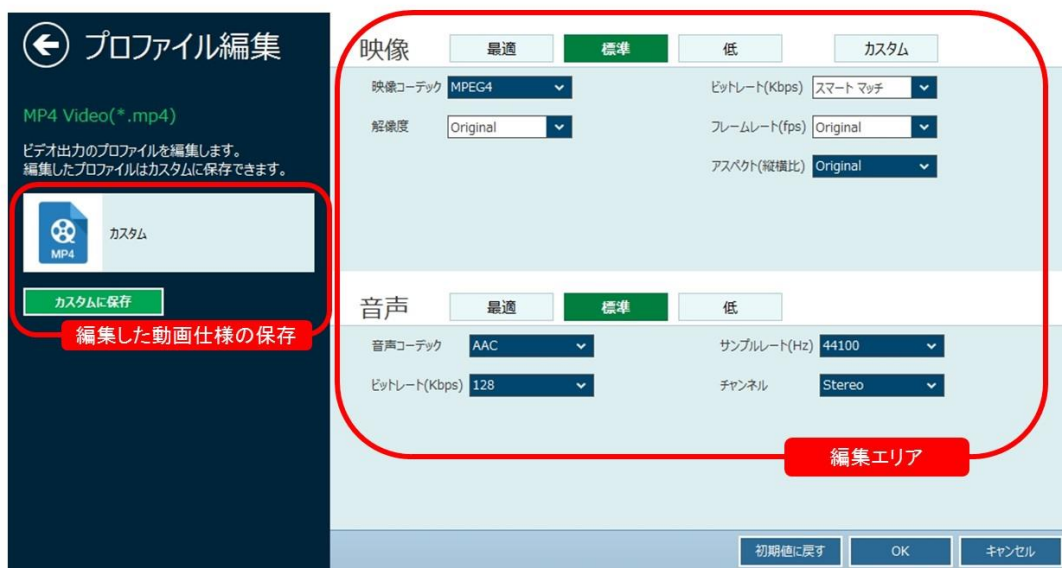 プロファイル編集
MP4 Video(*.mp4)
ビデオ出力のプロファイルを編集します。
編集したプロファイルはカスタムに保存できます。
MP4
カスタム
カスタムに保存
編集した動画仕様の保存
映像
最適
標準
低
カスタム
映像コーデック MPEG4
ビットレート(Kbps) スマート マッチ
解像度 Original
フレームレート(fps) Original
アスペクト(縦横比) Original
音声
最適
標準
低
音声コーデック AAC
サンプルレート(Hz) 44100
ビットレート(Kbps) 128
チャンネル Stereo
編集エリア
初期値に戻す
OK
キャンセル